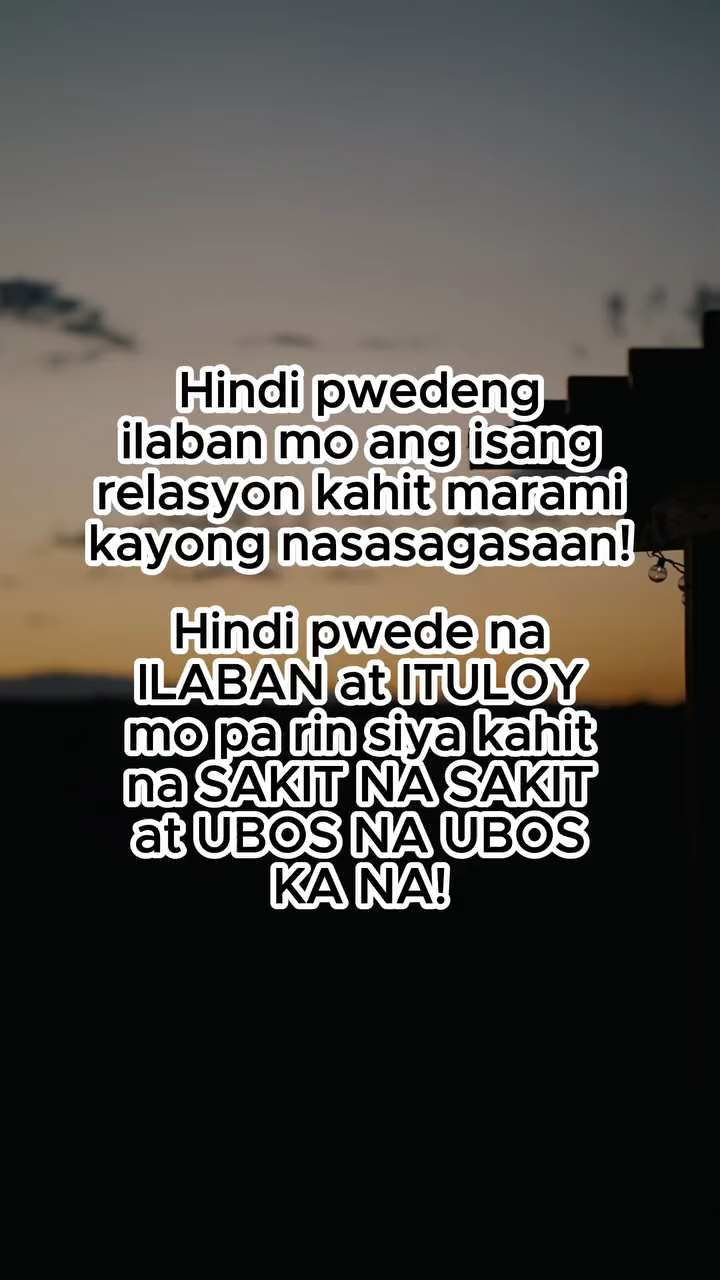 Hindi pwedeng
ilaban mo ang isang
relasyon kahit marami
kayong nasasagasaan!
Hindi pwede na
ILABAN at ITULOY
mo pa rin siya kahit
na SAKIT NA SAKIT
at UBOS NA UBOS
KA NA!